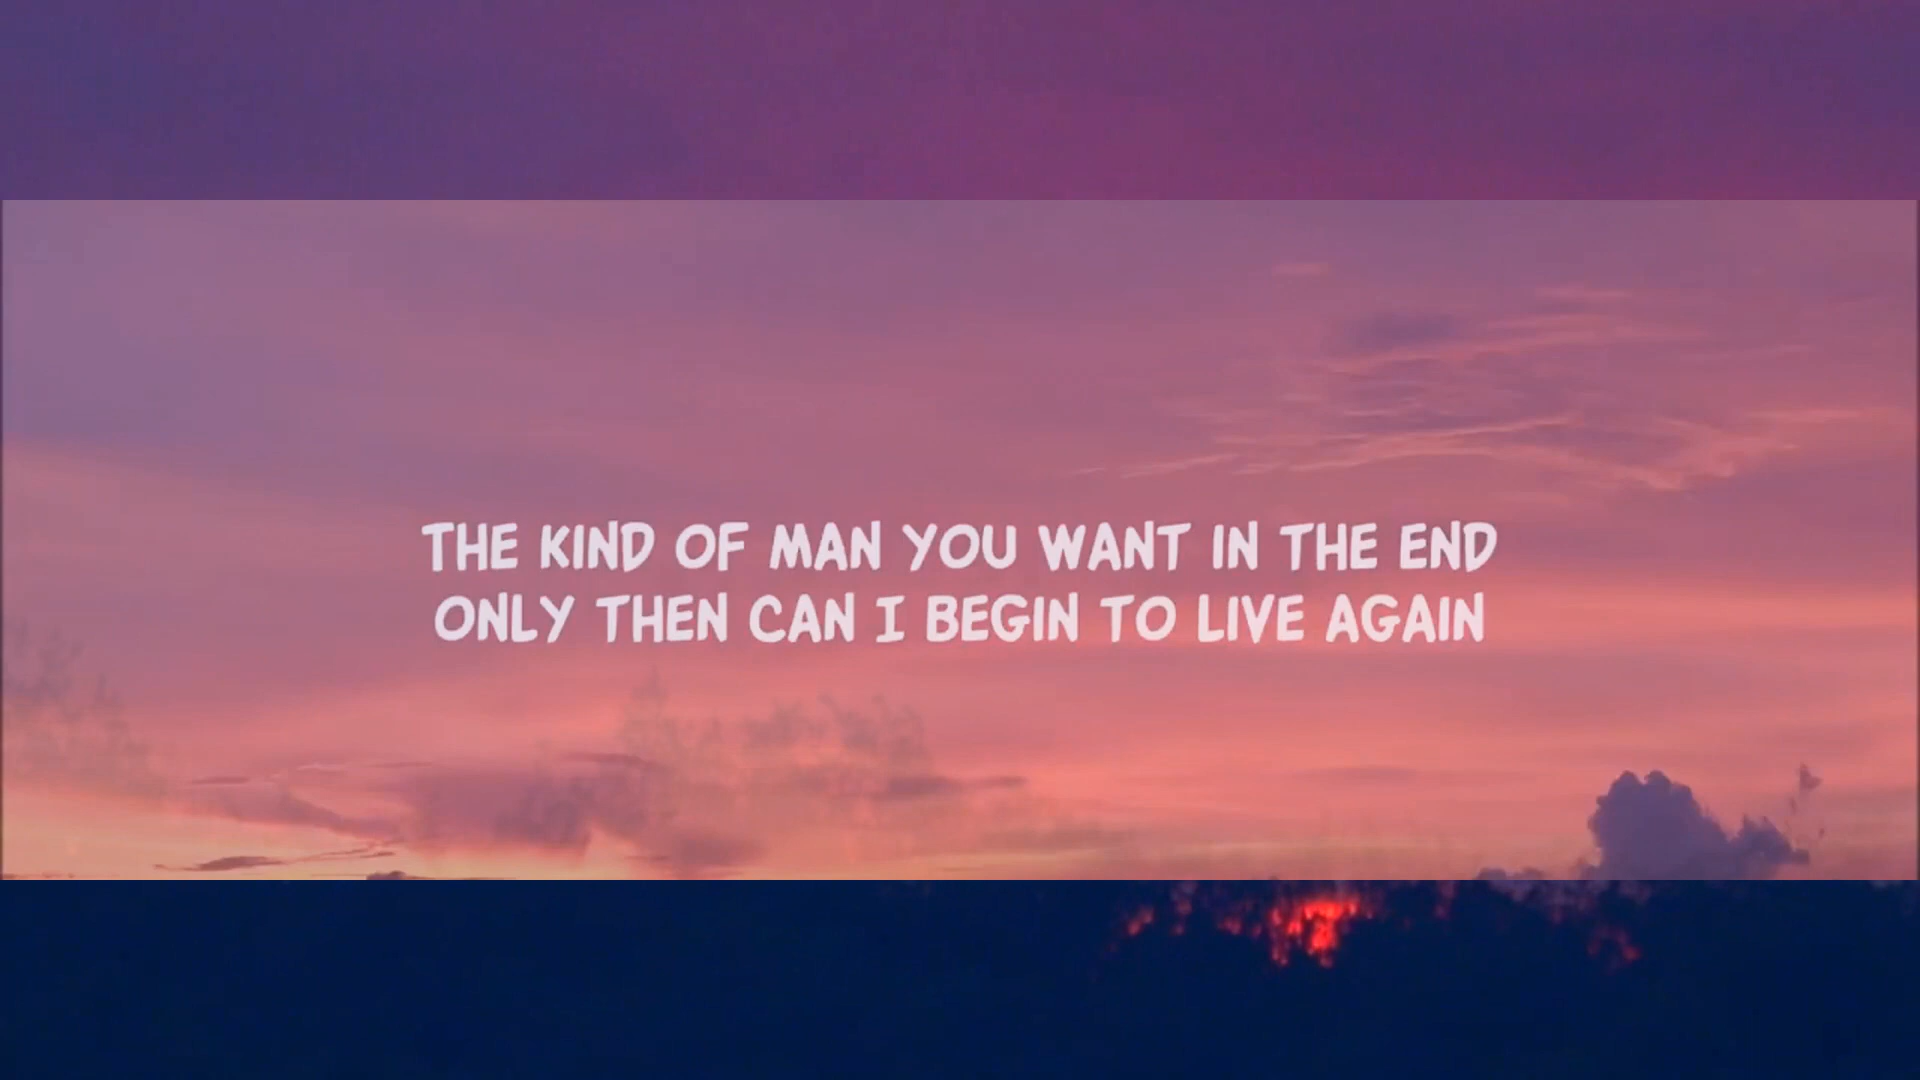 THE KIND OF MAN YOU WANT IN THE END
ONLY THEN CAN I BEGIN TO LIVE AGAIN